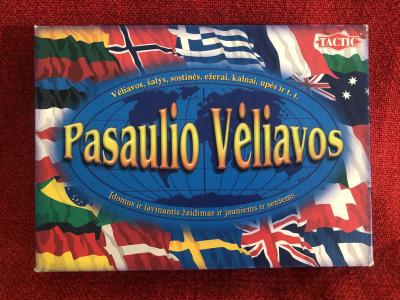 TACTIC
Vėliavos, šalys, sostinės, ežerai, kalnai, upės ir t. t.
Pasaulio Vėliavos
Įdomus ir lavinantis žaidimas ir jauniems ir seniems